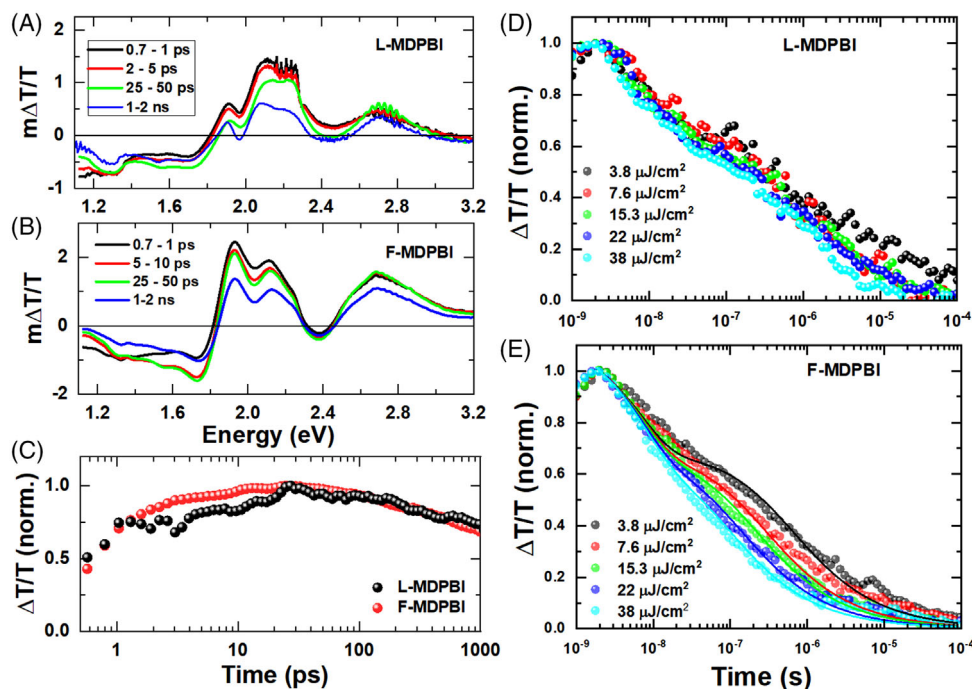 (A)
mΔT/T
2
1
0
-1
0.7 - 1 ps
2 - 5 ps
25 - 50 ps
1-2 ns
L-MDPBI
1.2 1.6 2.0 2.4 2.8 3.2
(B)
mΔT/T
2
0
-2
0.7 - 1 ps
5 - 10 ps
25 - 50 ps
1-2 ns
F-MDPBI
1.2 1.6 2.0 2.4 2.8 3.2
Energy (eV)
(C)
ΔT/T (norm.)
1.0
0.5
0.0
L-MDPBI
F-MDPBI
1 10 100 1000
Time (ps)
(D)
ΔT/T (norm.)
1.0
0.8
0.6
0.4
0.2
0.0
L-MDPBI
3.8 μJ/cm²
7.6 μJ/cm²
15.3 μJ/cm²
22 μJ/cm²
38 μJ/cm²
10⁻⁹ 10⁻⁸ 10⁻⁷ 10⁻⁶ 10⁻⁵ 10⁻⁴
(E)
ΔT/T (norm.)
1.0
0.8
0.6
0.4
0.2
0.0
F-MDPBI
3.8 μJ/cm²
7.6 μJ/cm²
15.3 μJ/cm²
22 μJ/cm²
38 μJ/cm²
10⁻⁹ 10⁻⁸ 10⁻⁷ 10⁻⁶ 10⁻⁵ 10⁻⁴
Time (s)